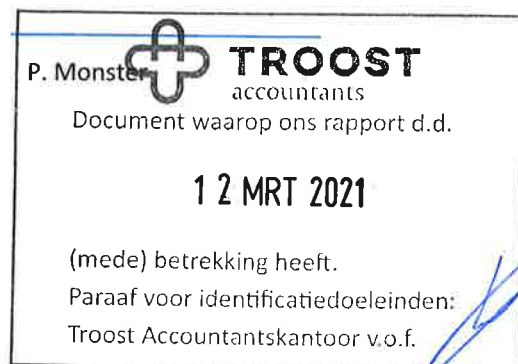 P. Monster
TROOST
accountants
Document waarop ons rapport d.d.
12 MRT 2021
(mede) betrekking heeft.
Paraaf voor identificatiedoeleinden:
Troost Accountantskantoor v.o.f.